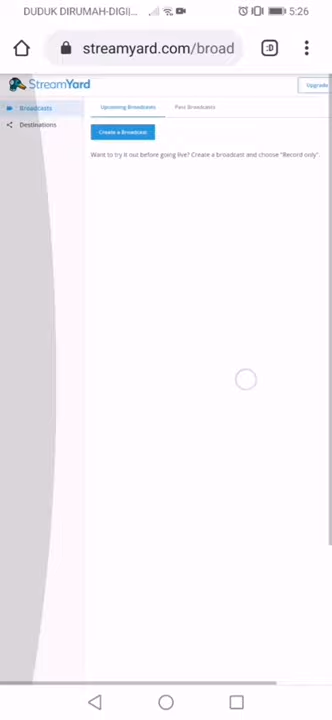 DUDUK DIRUMAH-DIGI|... 5:26
streamyard.com/broad :D
StreamYard Upgrade
Broadcasts Upcoming Broadcasts Past Broadcasts
Destinations
Create a Broadcast
Want to try it out before going live? Create a broadcast and choose "Record only".